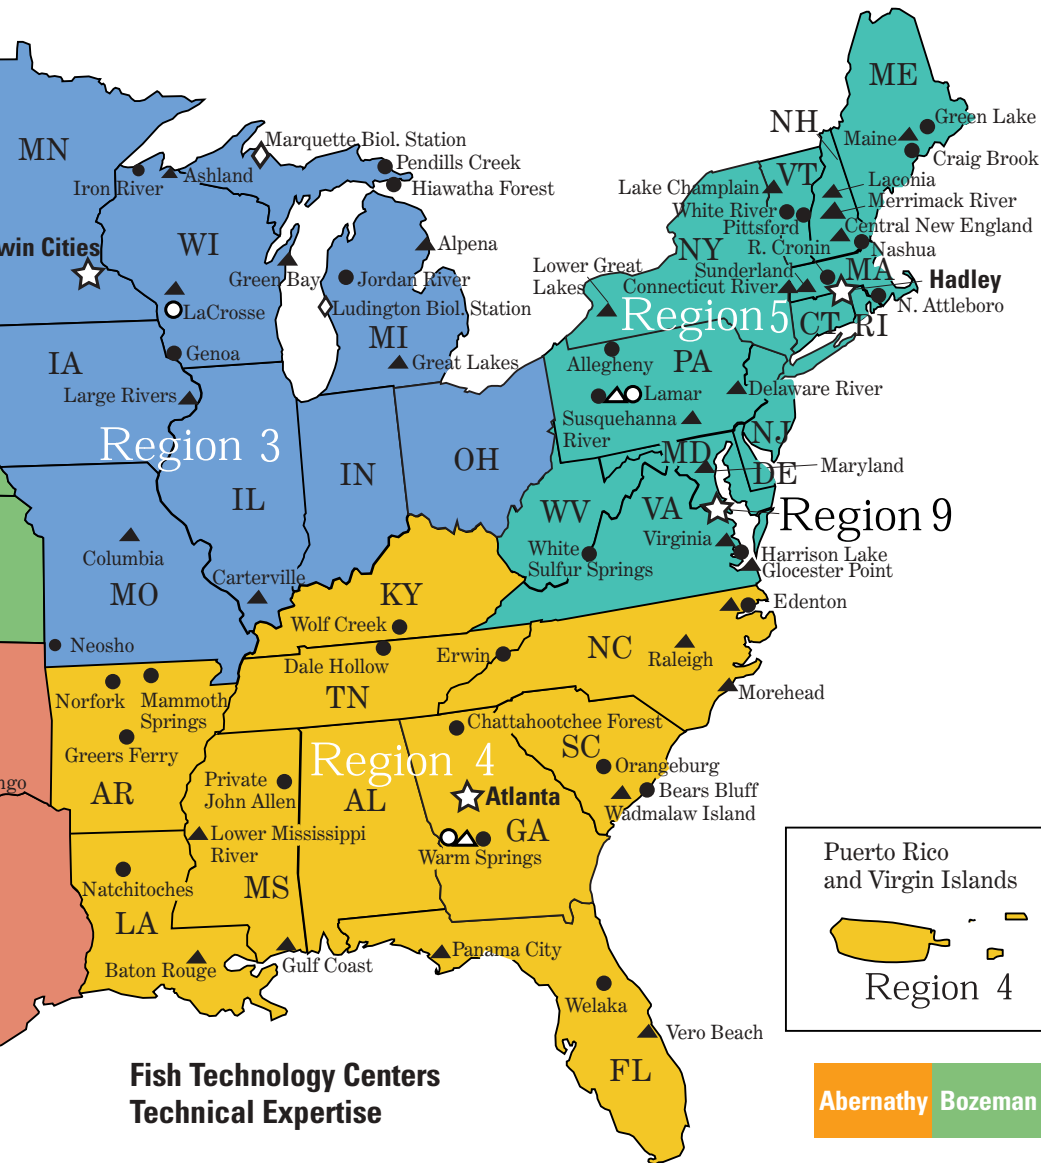 ME
Green Lake
NH
Maine
Craig Brook
MN
Marquette Biol. Station
Pendills Creek
Hiawatha Forest
Iron River
Ashland
VT
Laconia
Lake Champlain
Merrimack River
White River
Pittsford
Central New England
R. Cronin
Nashua
NY
win Cities
WI
Alpena
Green Bay
Jordan River
Lower Great
Lakes
Sunderland
MA
Hadley
Connecticut River
N. Attleboro
LaCrosse
Ludington Biol. Station
Region 5
CT
RI
MI
Genoa
IA
Great Lakes
Allegheny
PA
Large Rivers
Lamar
Delaware River
Susquehanna
River
NJ
Region 3
MD
OH
IN
DE
Maryland
IL
WV
VA
Region 9
Virginia
White
Sulfur Springs
Harrison Lake
Glocester Point
Columbia
Carterville
MO
KY
Edenton
Wolf Creek
Neosho
Dale Hollow
Erwin
NC
Raleigh
Norfork
Mammoth
Springs
TN
Morehead
Chattahootchee Forest
Greers Ferry
SC
Region 4
Orangeburg
ngo
AR
Private
John Allen
AL
Atlanta
Bears Bluff
Wadmalaw Island
Lower Mississippi
River
GA
Warm Springs
Natchitoches
MS
LA
Baton Rouge
Gulf Coast
Panama City
Welaka
Vero Beach
FL
Puerto Rico
and Virgin Islands
Region 4
Fish Technology Centers
Technical Expertise
Abernathy
Bozeman